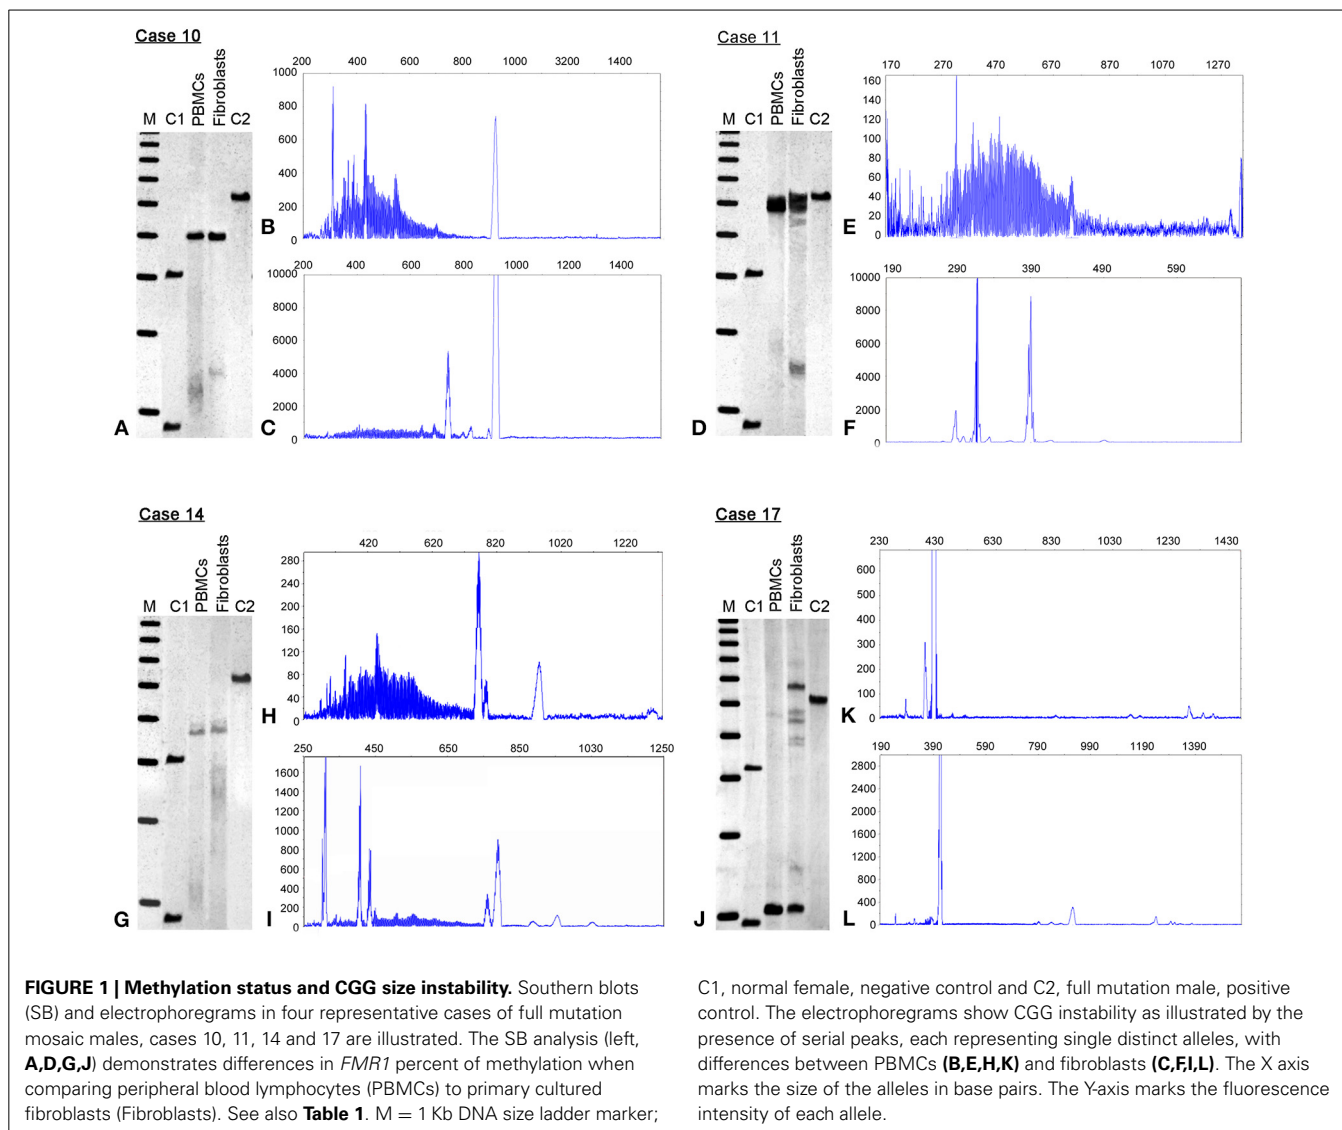 Case 10
M C1 PBMCs Fibroblasts C2
A
200 400 600 800 1000 3200 1400
1000
800
600
400
200
0
B
200 400 600 800 1000 1200 1400
10000
8000
6000
4000
2000
0
C
Case 11
M C1 PBMCs Fibroblasts C2
D
170 270 470 670 870 1070 1270
160
140
120
100
80
60
40
20
0
E
190 290 390 490 590
10000
8000
6000
4000
2000
0
F
Case 14
M C1 PBMCs Fibroblasts C2
G
420 620 820 1020 1220
280
240
200
160
120
80
40
0
H
250 450 650 850 1030 1250
1600
1400
1200
1000
800
600
400
200
0
I
Case 17
M C1 PBMCs Fibroblasts C2
J
230 430 630 830 1030 1230 1430
600
500
400
300
200
100
0
K
190 390 590 790 990 1190 1390
2800
2400
2000
1600
1200
800
400
0
L
FIGURE 1 | Methylation status and CGG size instability. Southern blots
(SB) and electrophoregrams in four representative cases of full mutation
mosaic males, cases 10, 11, 14 and 17 are illustrated. The SB analysis (left,
A,D,G,J) demonstrates differences in FMR1 percent of methylation when
comparing peripheral blood lymphocytes (PBMCs) to primary cultured
fibroblasts (Fibroblasts). See also Table 1. M = 1 Kb DNA size ladder marker;
C1, normal female, negative control and C2, full mutation male, positive
control. The electrophoregrams show CGG instability as illustrated by the
presence of serial peaks, each representing single distinct alleles, with
differences between PBMCs (B,E,H,K) and fibroblasts (C,F,I,L). The X axis
marks the size of the alleles in base pairs. The Y-axis marks the fluorescence
intensity of each allele.